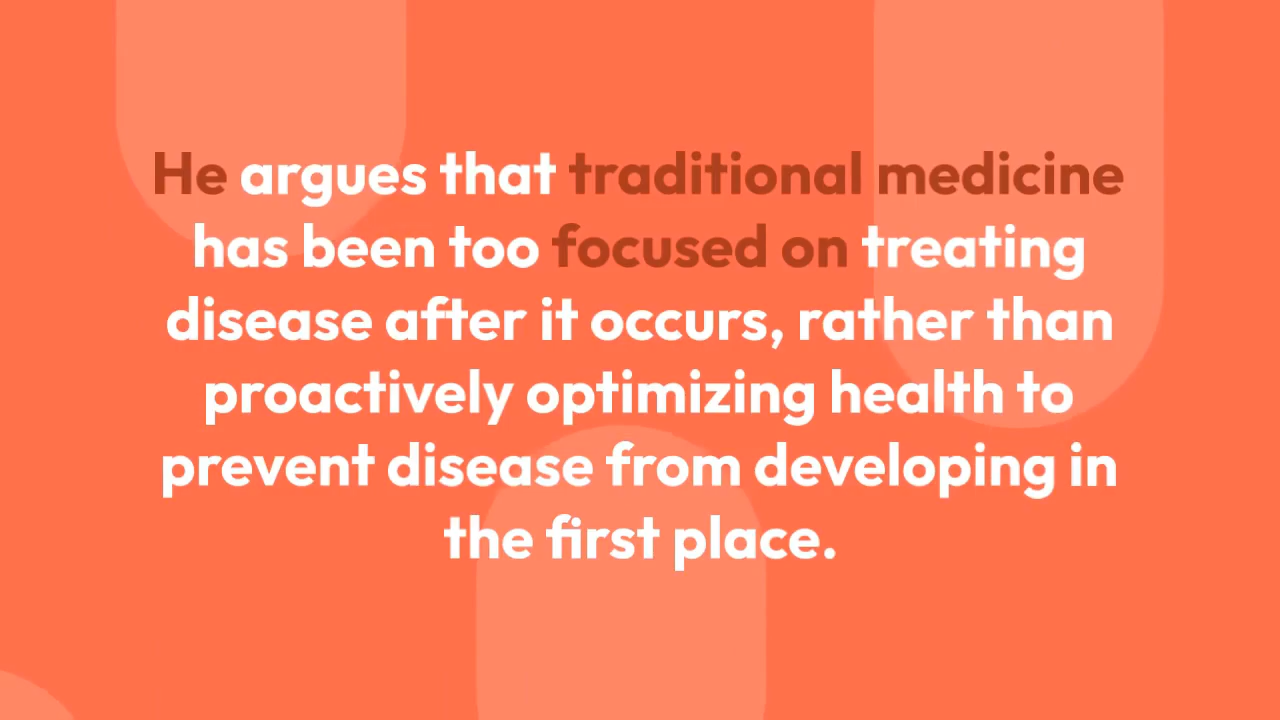 He argues that traditional medicine
has been too focused on treating
disease after it occurs, rather than
proactively optimizing health to
prevent disease from developing in
the first place.